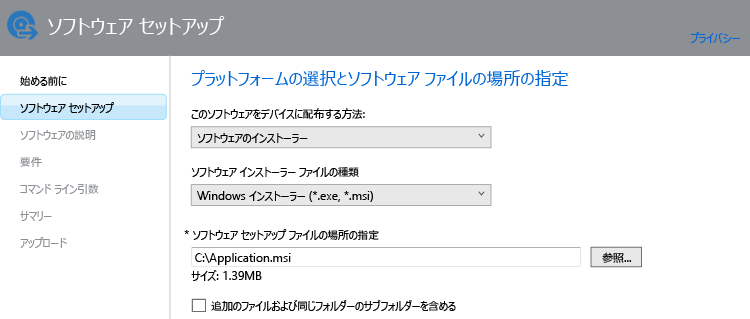 ソフトウェア セットアップ
プライバシー
始める前に
ソフトウェア セットアップ
ソフトウェアの説明
要件
コマンド ライン引数
サマリー
アップロード
プラットフォームの選択とソフトウェア ファイルの場所の指定
このソフトウェアをデバイスに配布する方法:
ソフトウェアのインストーラー
ソフトウェア インストーラー ファイルの種類
Windows インストーラー (*.exe, *.msi)
* ソフトウェア セットアップ ファイルの場所の指定
C:\Application.msi
参照...
サイズ: 1.39MB
追加のファイルおよび同じフォルダーのサブフォルダーを含める